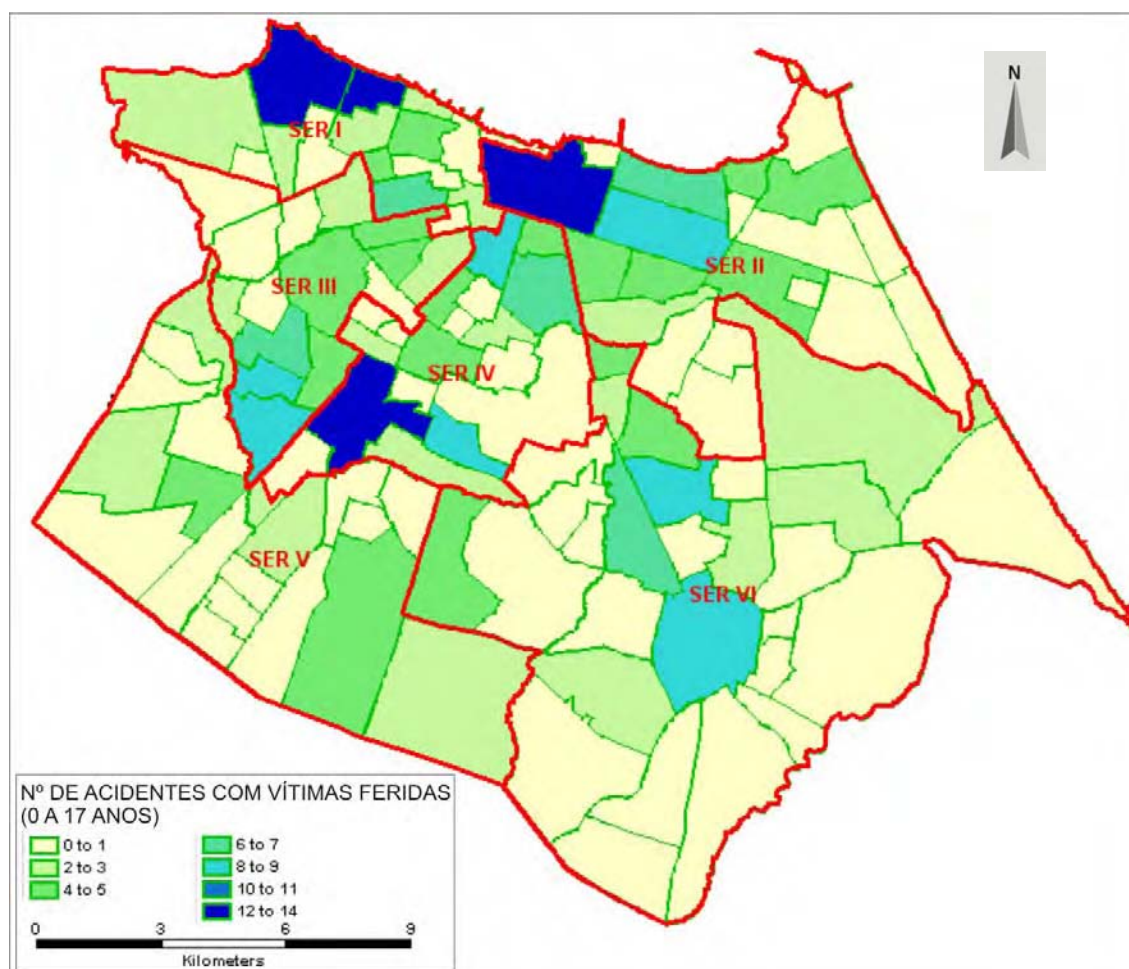 N
SER I
SER II
SER III
SER IV
SER V
SER VI
Nº DE ACIDENTES COM VÍTIMAS FERIDAS
(0 A 17 ANOS)
0 to 1
2 to 3
4 to 5
6 to 7
8 to 9
10 to 11
12 to 14
0 3 6 9
Kilometers